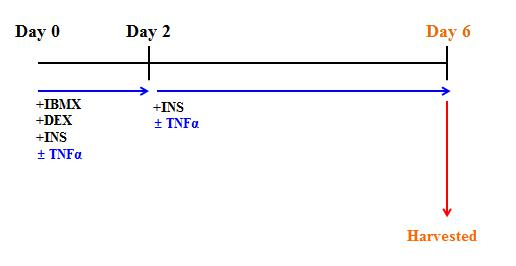 Day 0
Day 2
Day 6
+IBMX
+DEX
+INS
± TNFα
+INS
± TNFα
Harvested